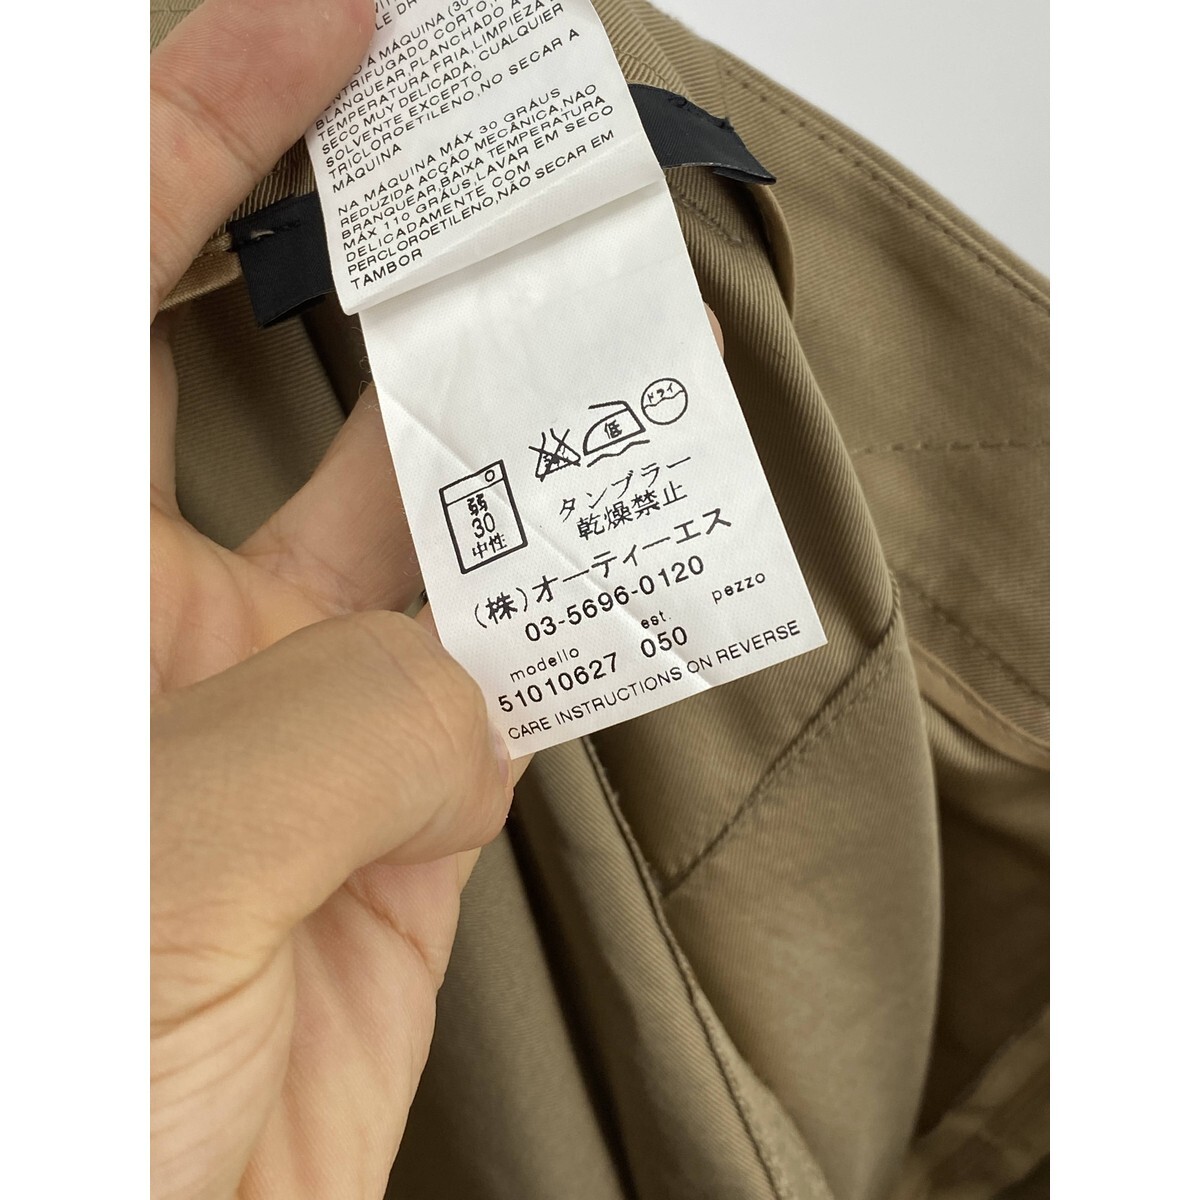 A MÁQUINA (30
CENTRIFUGADO CORTO,
BLANQUEAR,PLANCHADO A
TEMPERATURA FRIA,LIMPIEZA
SECO MUY DELICADA, CUALQUIER
SOLVENTE EXCEPTO
TRICLOROETILENO,NO SECAR A
MÁQUINA
NA MÁQUINA MÁX 30 GRÁUS
REDUZIDA ACÇÃO MECÂNICA,NÃO
BRANQUEAR,BAIXA TEMPERATURA
MÁX 110 GRÁUS,LAVAR EM SECO
DELICADAMENTE COM
PERCLOROETILENO,NÃO SECAR EM
TAMBOR
ドライ
低
弱
30
中性
タンブラー
乾燥禁止
(株)オーティーエス
03-5696-0120
modello est. pezzo
51010627 050
CARE INSTRUCTIONS ON REVERSE